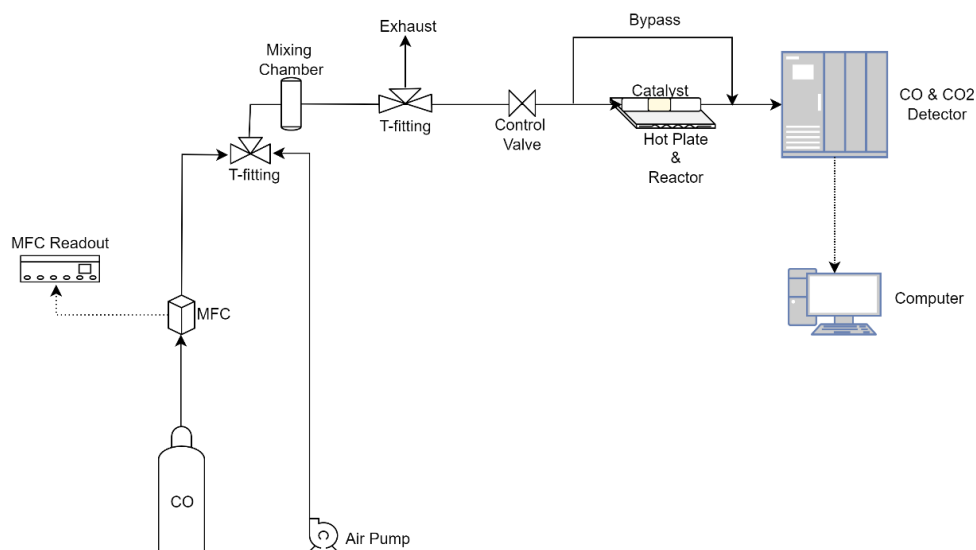 Exhaust
Bypass
Mixing
Chamber
Catalyst
CO & CO2
Detector
T-fitting
Control
Valve
Hot Plate
&
Reactor
T-fitting
MFC Readout
MFC
Computer
CO
Air Pump